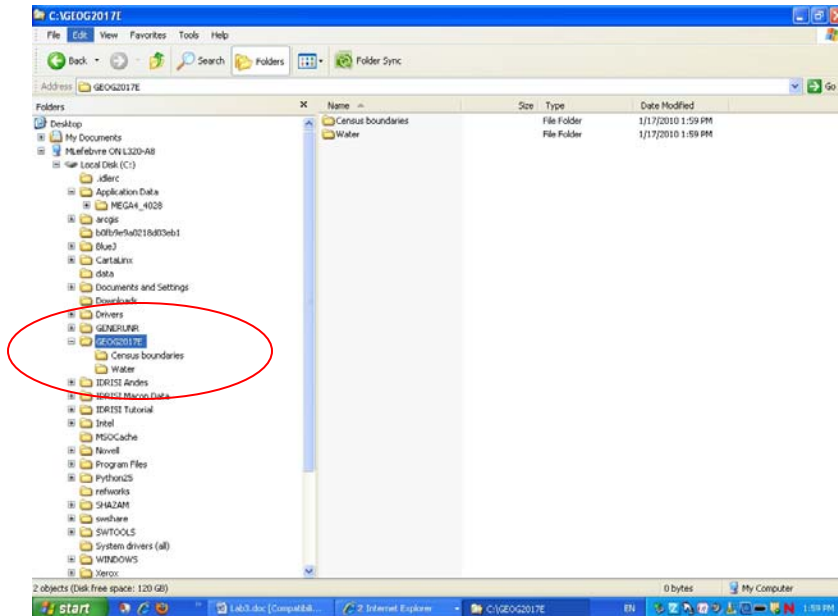 C:\GEOG2017E
File Edit View Favorites Tools Help
Back Search Folders Folder Sync
Address GEOG2017E Go
Folders x Name Size Type Date Modified
Desktop
My Documents
MLefebvre ON L320-A8
Local Disk (C:)
.idlerc
Application Data
MEGA4_4028
arcgis
b0fb9e9a0218d03eb1
BlueJ
CartaLinx
data
Documents and Settings
Downloads
Drivers
GENERUNR
GEOG2017E
Census boundaries
Water
IDRISI Andes
IDRISI Macon Data
IDRISI Tutorial
Intel
MSOCache
Novell
Program Files
Python25
refworks
SHAZAM
swshare
SWTOOLS
System drivers (all)
WINDOWS
Xerox
Census boundaries File Folder 1/17/2010 1:59 PM
Water File Folder 1/17/2010 1:59 PM
2 objects (Disk free space: 120 GB) 0 bytes My Computer
start Lab3.doc [Compatibili... 2 Internet Explorer C:\GEOG2017E EN 1:59 PM